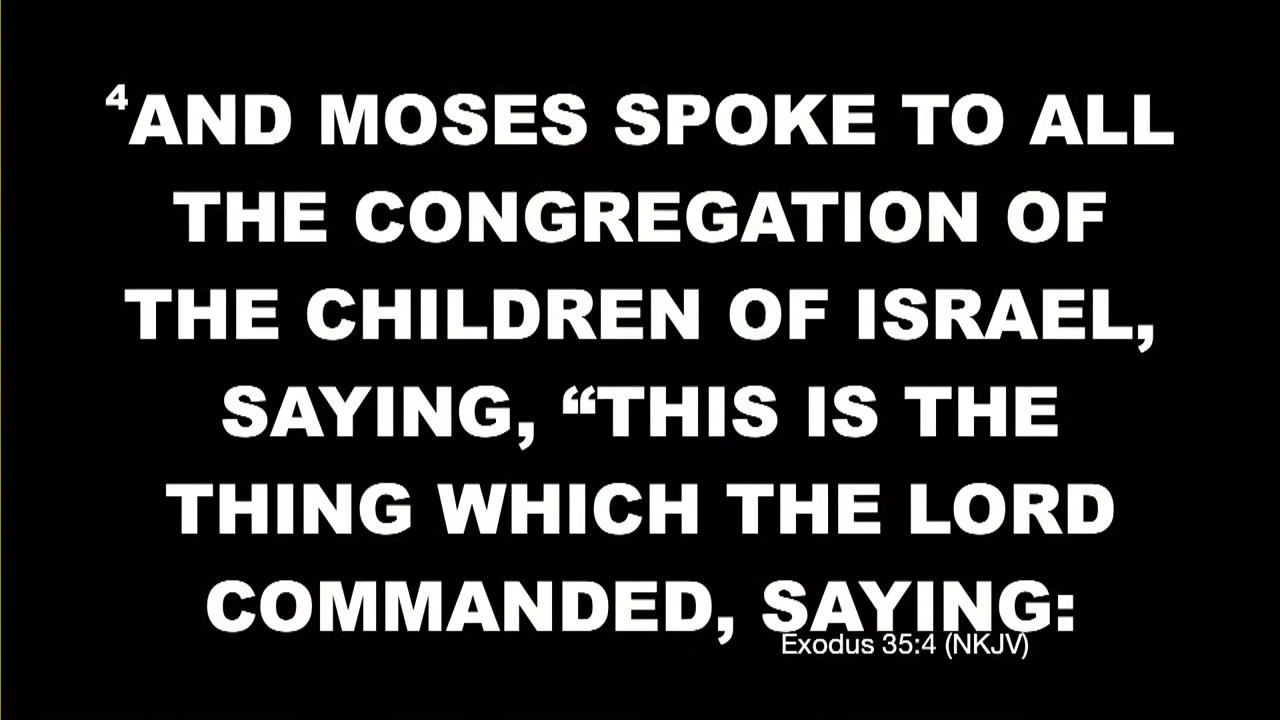 ⁴AND MOSES SPOKE TO ALL
THE CONGREGATION OF
THE CHILDREN OF ISRAEL,
SAYING, “THIS IS THE
THING WHICH THE LORD
COMMANDED, SAYING:
Exodus 35:4 (NKJV)